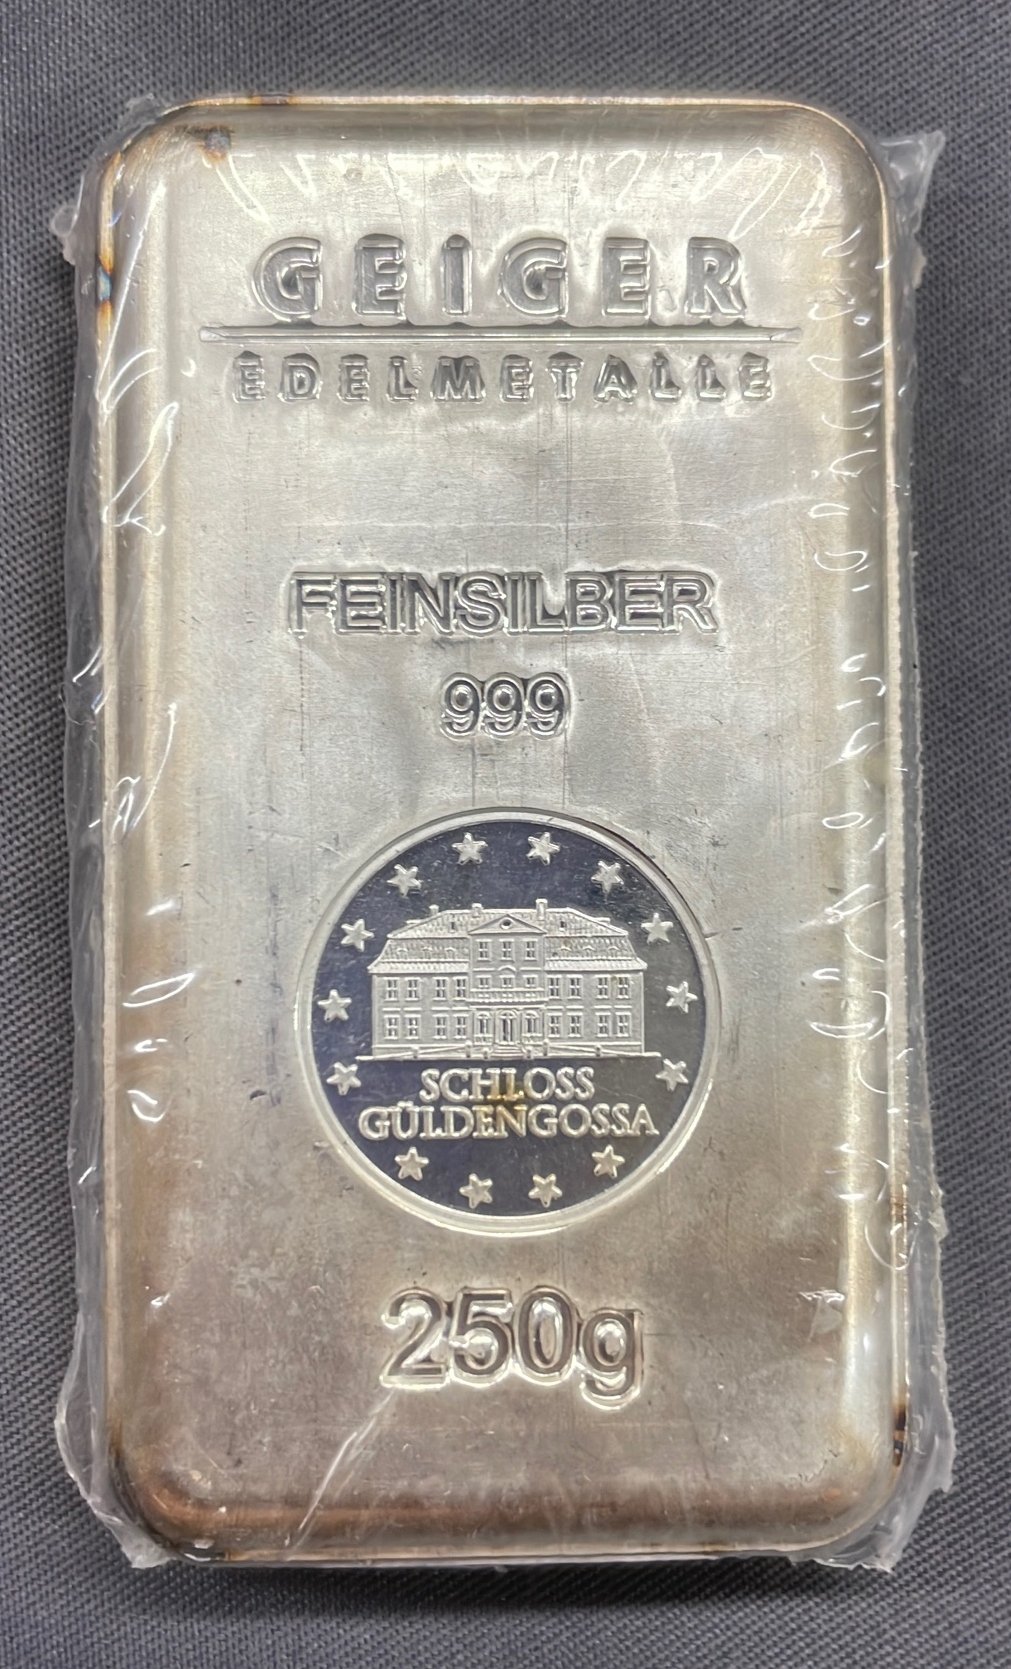 GEiGER
EDELMETALLE
FEINSILBER
999
SCHLOSS
GÜLDENGOSSA
250g